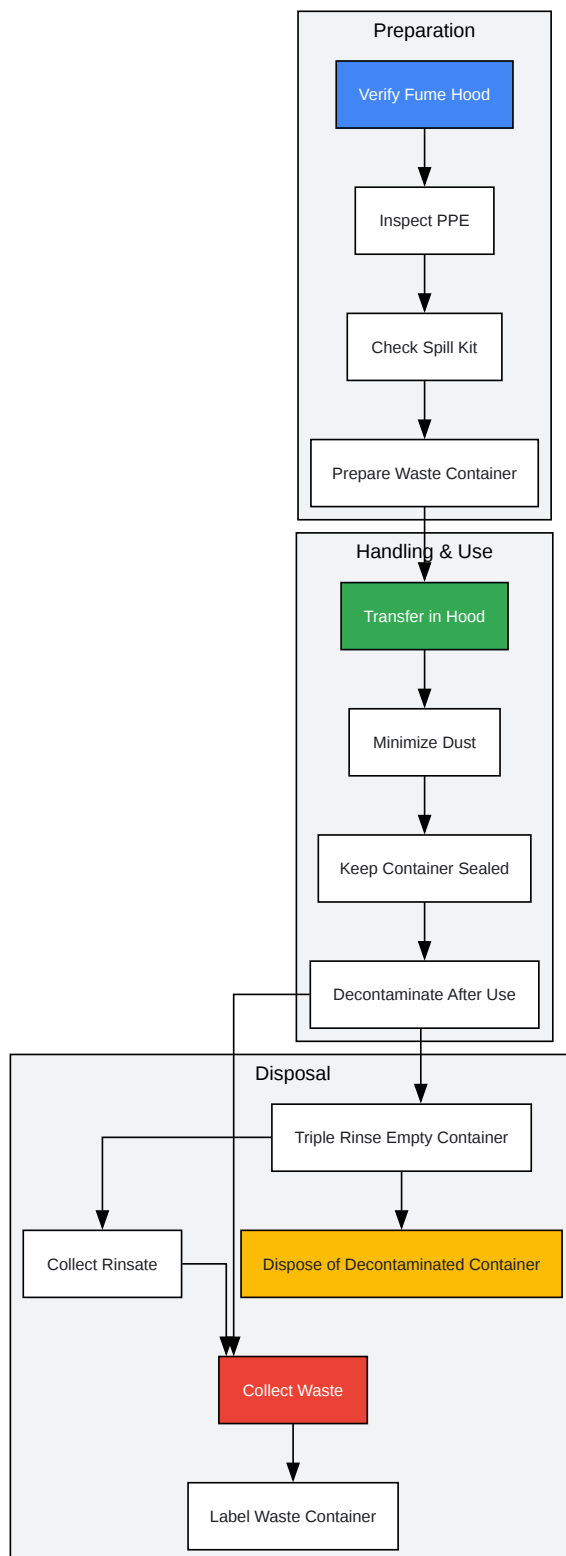 Preparation
Verify Fume Hood
Inspect PPE
Check Spill Kit
Prepare Waste Container
Handling & Use
Transfer in Hood
Minimize Dust
Keep Container Sealed
Decontaminate After Use
Disposal
Triple Rinse Empty Container
Collect Rinsate
Dispose of Decontaminated Container
Collect Waste
Label Waste Container